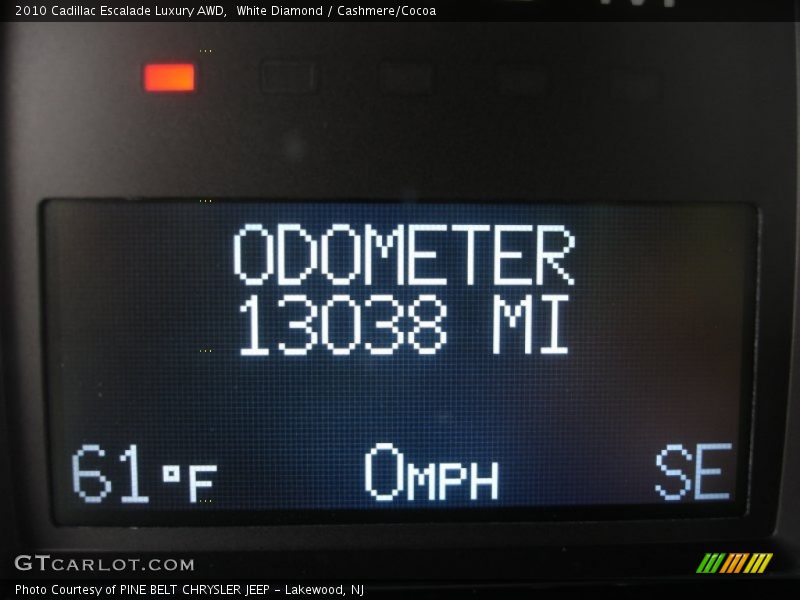 2010 Cadillac Escalade Luxury AWD,  White Diamond / Cashmere/Cocoa
ODOMETER
13038 MI
61°F 0MPH SE
GTCARLOT.COM
Photo Courtesy of PINE BELT CHRYSLER JEEP - Lakewood, NJ